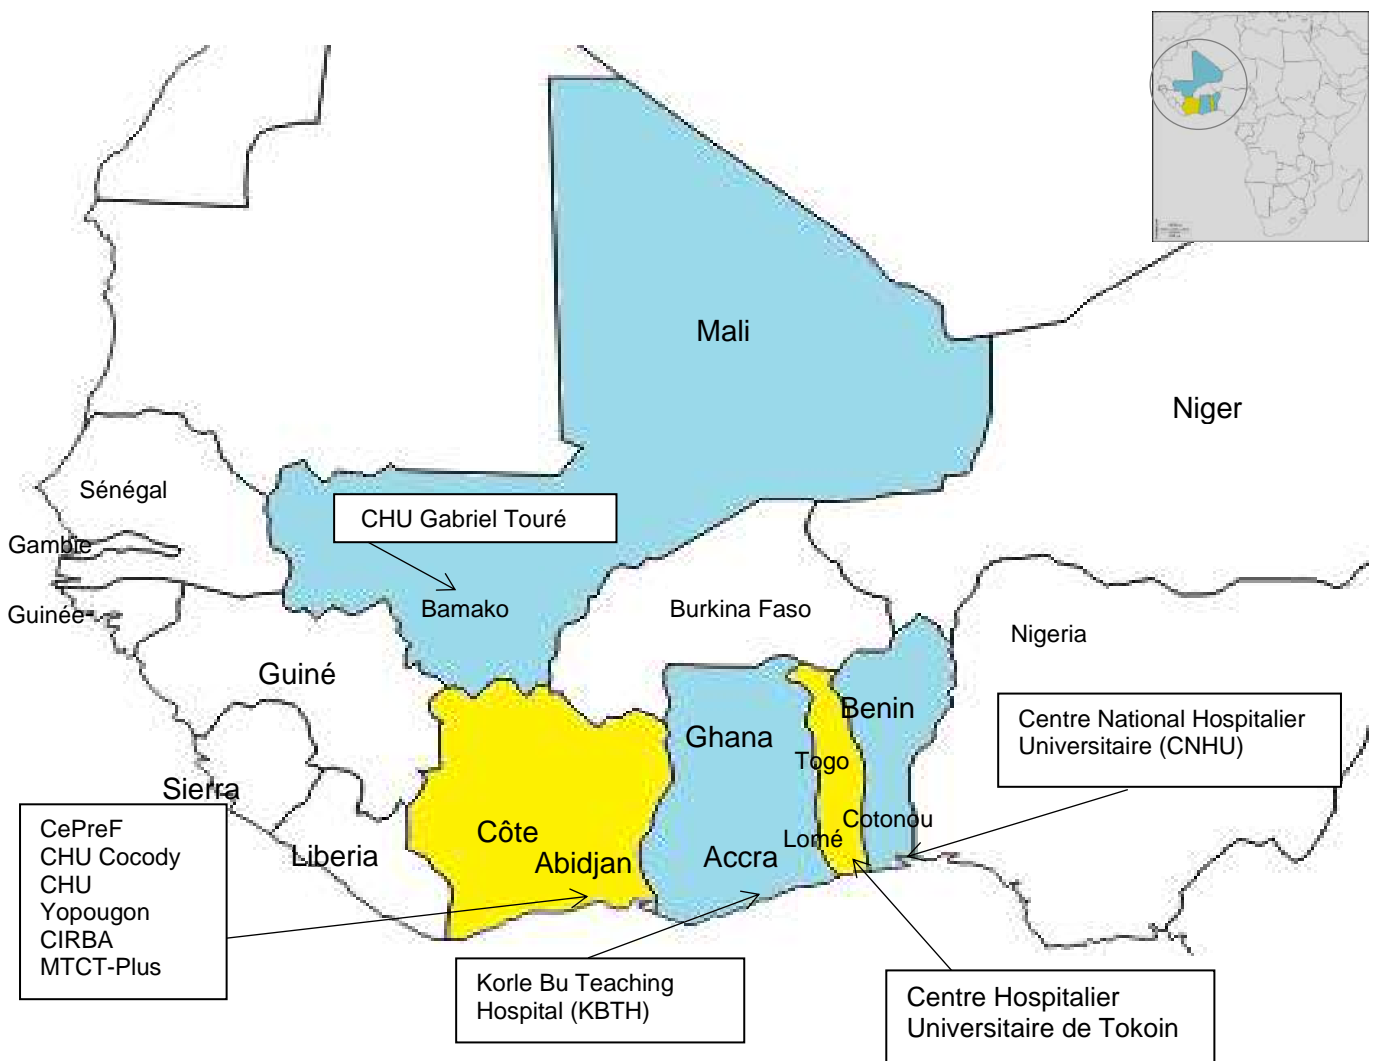 Mali
Niger
Sénégal
CHU Gabriel Touré
Gambie
Bamako
Burkina Faso
Guinée
Nigeria
Guiné
Benin
Centre National Hospitalier
Universitaire (CNHU)
Ghana
Togo
Sierra
CePreF
CHU Cocody
CHU
Yopougon
CIRBA
MTCT-Plus
Côte
Abidjan
Liberia
Accra
Lomé
Cotonou
Korle Bu Teaching
Hospital (KBTH)
Centre Hospitalier
Universitaire de Tokoin